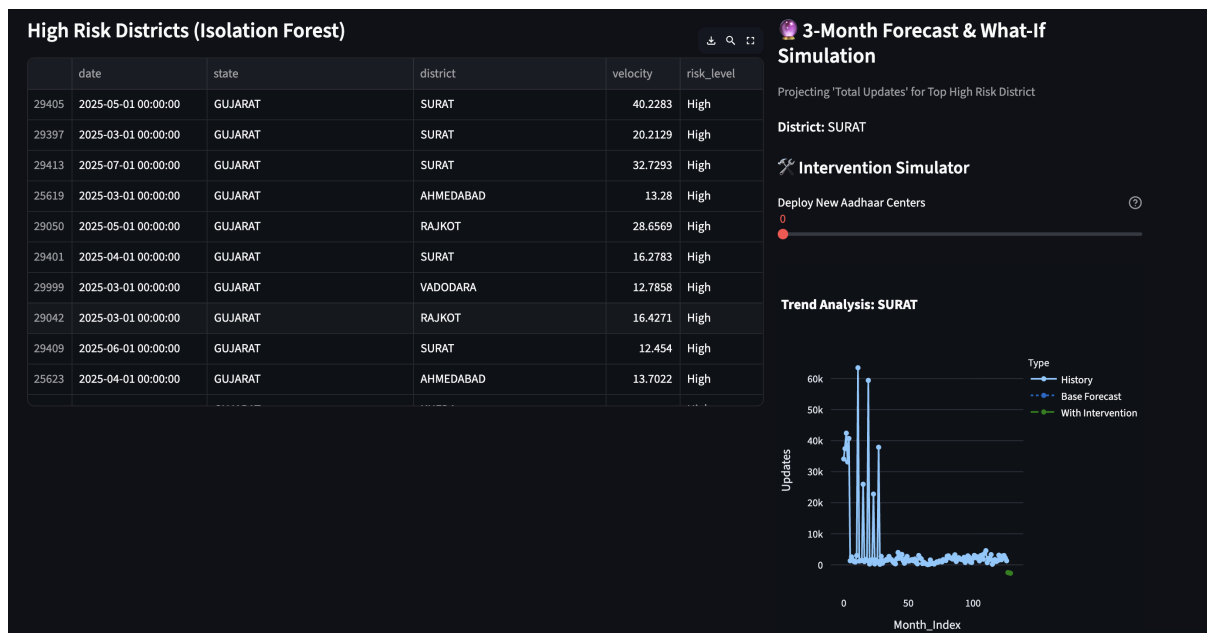 High Risk Districts (Isolation Forest)
date state district velocity risk_level
29405 2025-05-01 00:00:00 GUJARAT SURAT 40.2283 High
29397 2025-03-01 00:00:00 GUJARAT SURAT 20.2129 High
29413 2025-07-01 00:00:00 GUJARAT SURAT 32.7293 High
25619 2025-03-01 00:00:00 GUJARAT AHMEDABAD 13.28 High
29050 2025-05-01 00:00:00 GUJARAT RAJKOT 28.6569 High
29401 2025-04-01 00:00:00 GUJARAT SURAT 16.2783 High
29999 2025-03-01 00:00:00 GUJARAT VADODARA 12.7858 High
29042 2025-03-01 00:00:00 GUJARAT RAJKOT 16.4271 High
29409 2025-06-01 00:00:00 GUJARAT SURAT 12.454 High
25623 2025-04-01 00:00:00 GUJARAT AHMEDABAD 13.7022 High
🔮 3-Month Forecast & What-If
Simulation
Projecting 'Total Updates' for Top High Risk District
District: SURAT
🛠 Intervention Simulator
Deploy New Aadhaar Centers
0
Trend Analysis: SURAT
Type
History
Base Forecast
With Intervention
60k
50k
40k
30k
20k
10k
0
Updates
0 50 100
Month_Index